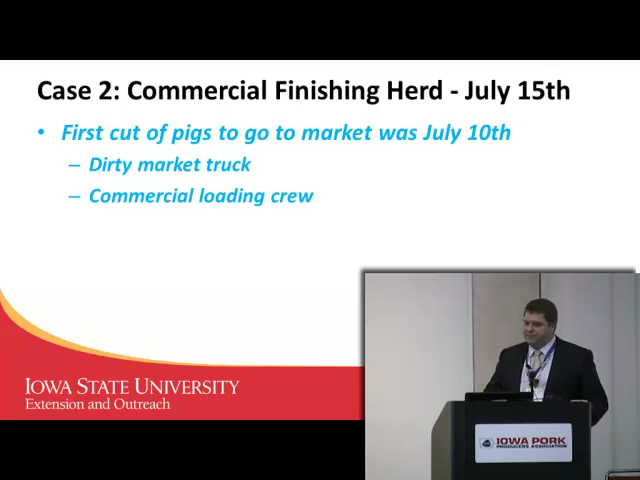 Case 2: Commercial Finishing Herd - July 15th
• First cut of pigs to go to market was July 10th
– Dirty market truck
– Commercial loading crew
IOWA STATE UNIVERSITY
Extension and Outreach
IOWA PORK
PRODUCERS ASSOCIATION